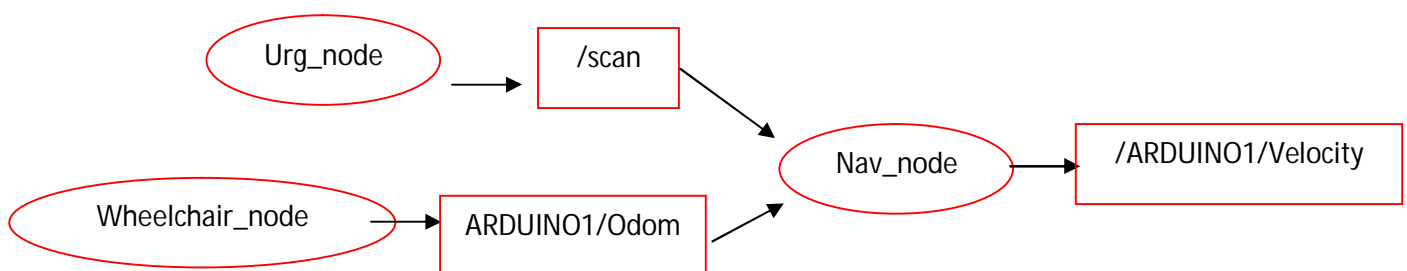 Urg_node
/scan
Nav_node
/ARDUINO1/Velocity
Wheelchair_node
ARDUINO1/Odom